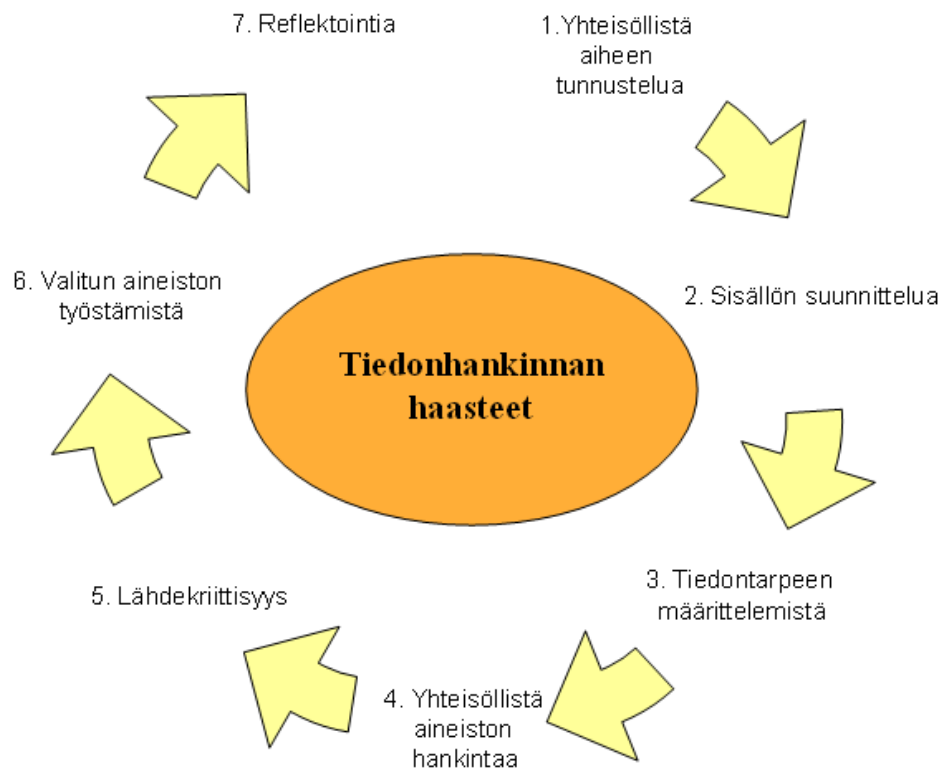 7. Reflektointia
1.Yhteisöllistä
aiheen
tunnustelua
6. Valitun aineiston
työstämistä
2. Sisällön suunnittelua
Tiedonhankinnan
haasteet
5. Lähdekriittisyys
3. Tiedontarpeen
määrittelemistä
4. Yhteisöllistä
aineiston
hankintaa